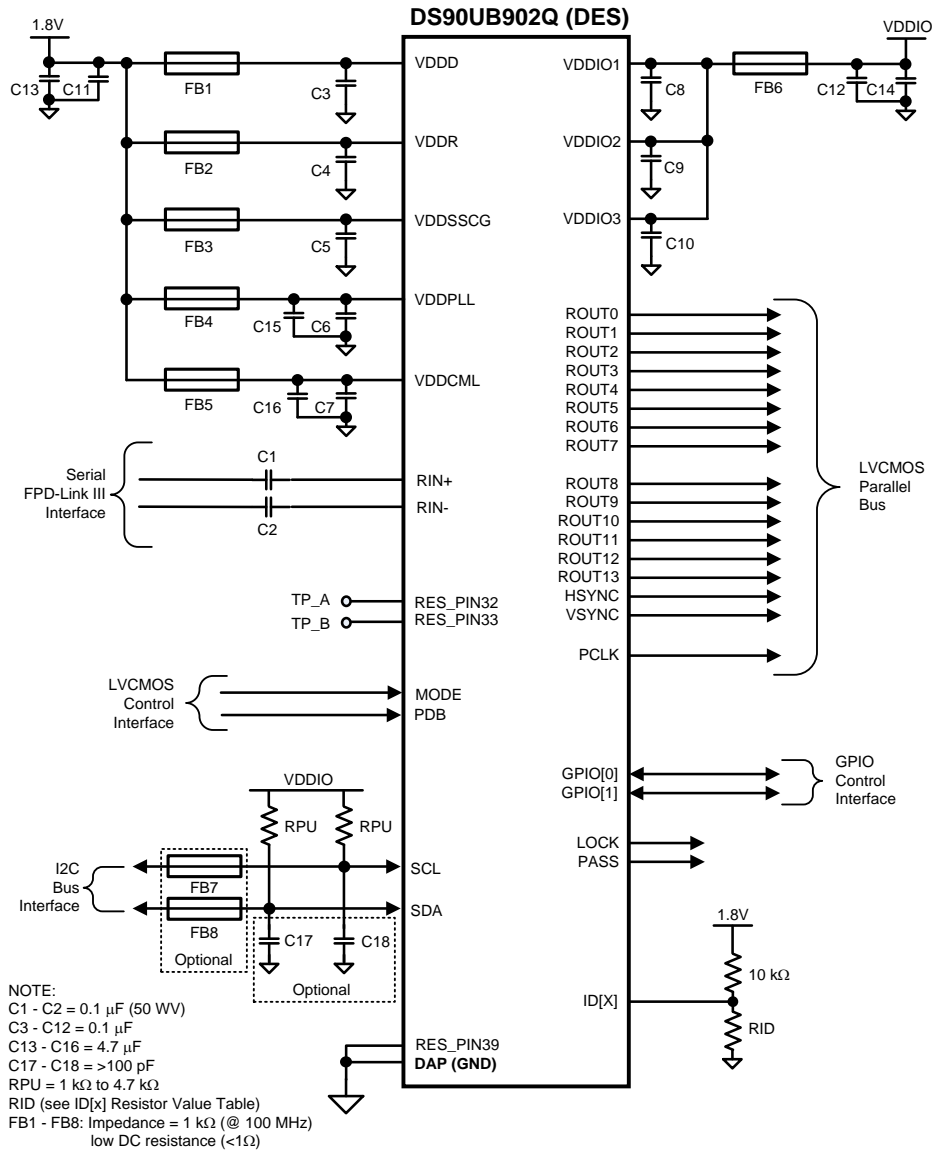 DS90UB902Q (DES)
1.8V
VDDIO
C13
C11
FB1
C3
VDDD
VDDIO1
C8
FB6
C12
C14
FB2
C4
VDDR
VDDIO2
C9
FB3
C5
VDDSSCG
VDDIO3
C10
FB4
C15
C6
VDDPLL
FB5
C16
C7
VDDCML
ROUT0
ROUT1
ROUT2
ROUT3
ROUT4
ROUT5
ROUT6
ROUT7
ROUT8
ROUT9
ROUT10
ROUT11
ROUT12
ROUT13
HSYNC
VSYNC
PCLK
LVCMOS
Parallel
Bus
Serial
FPD-Link III
Interface
C1
C2
RIN+
RIN-
TP_A
TP_B
RES_PIN32
RES_PIN33
LVCMOS
Control
Interface
MODE
PDB
GPIO[0]
GPIO[1]
GPIO
Control
Interface
LOCK
PASS
VDDIO
RPU
RPU
I2C
Bus
Interface
FB7
FB8
Optional
SCL
SDA
C17
C18
Optional
1.8V
10 kΩ
ID[X]
RID
RES_PIN39
DAP (GND)
NOTE:
C1 - C2 = 0.1 μF (50 WV)
C3 - C12 = 0.1 μF
C13 - C16 = 4.7 μF
C17 - C18 = >100 pF
RPU = 1 kΩ to 4.7 kΩ
RID (see ID[x] Resistor Value Table)
FB1 - FB8: Impedance = 1 kΩ (@ 100 MHz)
low DC resistance (<1Ω)